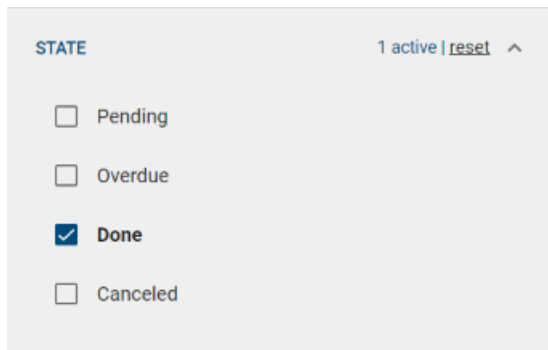 STATE 1 active | reset
Pending
Overdue
Done
Canceled